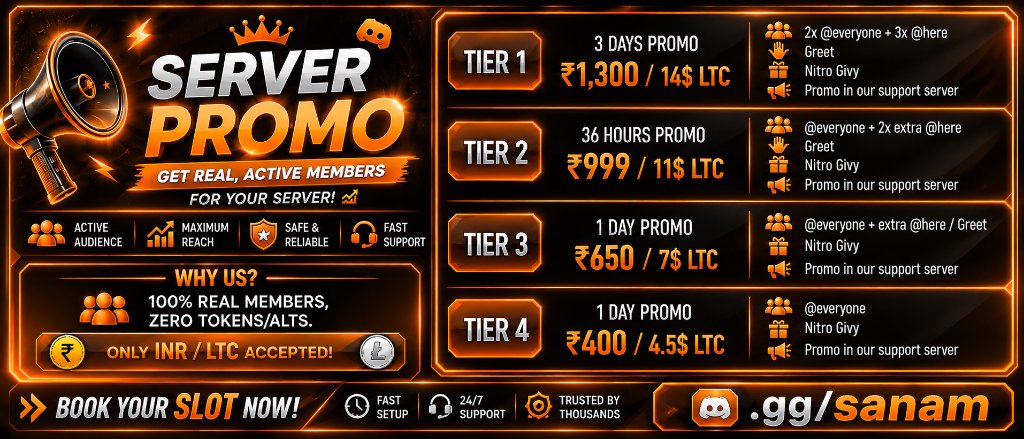 SERVER
PROMO
GET REAL, ACTIVE MEMBERS
FOR YOUR SERVER!
ACTIVE
AUDIENCE
MAXIMUM
REACH
SAFE &
RELIABLE
FAST
SUPPORT
WHY US?
100% REAL MEMBERS,
ZERO TOKENS/ALTS.
₹
ONLY INR / LTC ACCEPTED!
Ł
TIER 1
3 DAYS PROMO
₹1,300 / 14$ LTC
2x @everyone + 3x @here
Greet
Nitro Givy
Promo in our support server
TIER 2
36 HOURS PROMO
₹999 / 11$ LTC
@everyone + 2x extra @here
Greet
Nitro Givy
Promo in our support server
TIER 3
1 DAY PROMO
₹650 / 7$ LTC
@everyone + extra @here / Greet
Nitro Givy
Promo in our support server
TIER 4
1 DAY PROMO
₹400 / 4.5$ LTC
@everyone
Nitro Givy
Promo in our support server
BOOK YOUR SLOT NOW!
FAST
SETUP
24/7
SUPPORT
TRUSTED BY
THOUSANDS
.gg/sanam